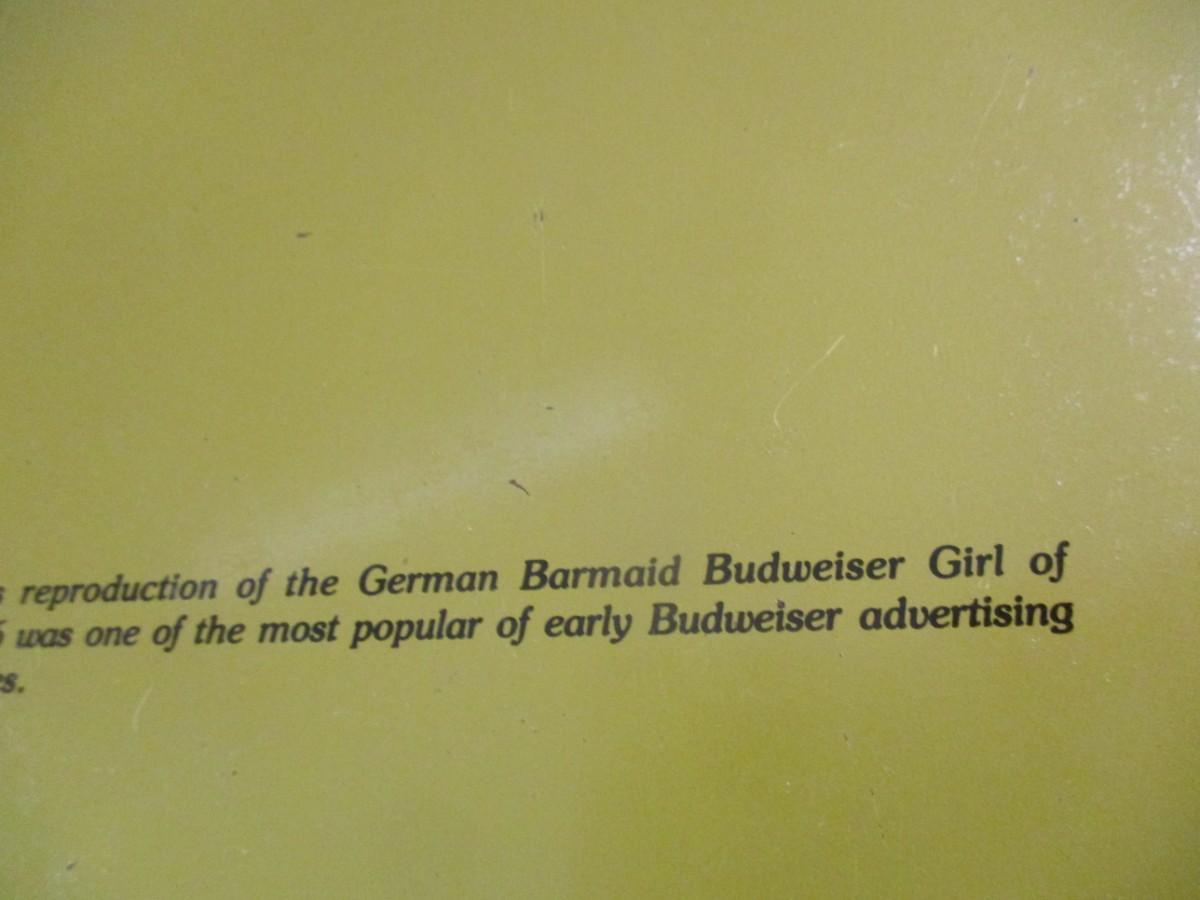 reproduction of the German Barmaid Budweiser Girl of
was one of the most popular of early Budweiser advertising